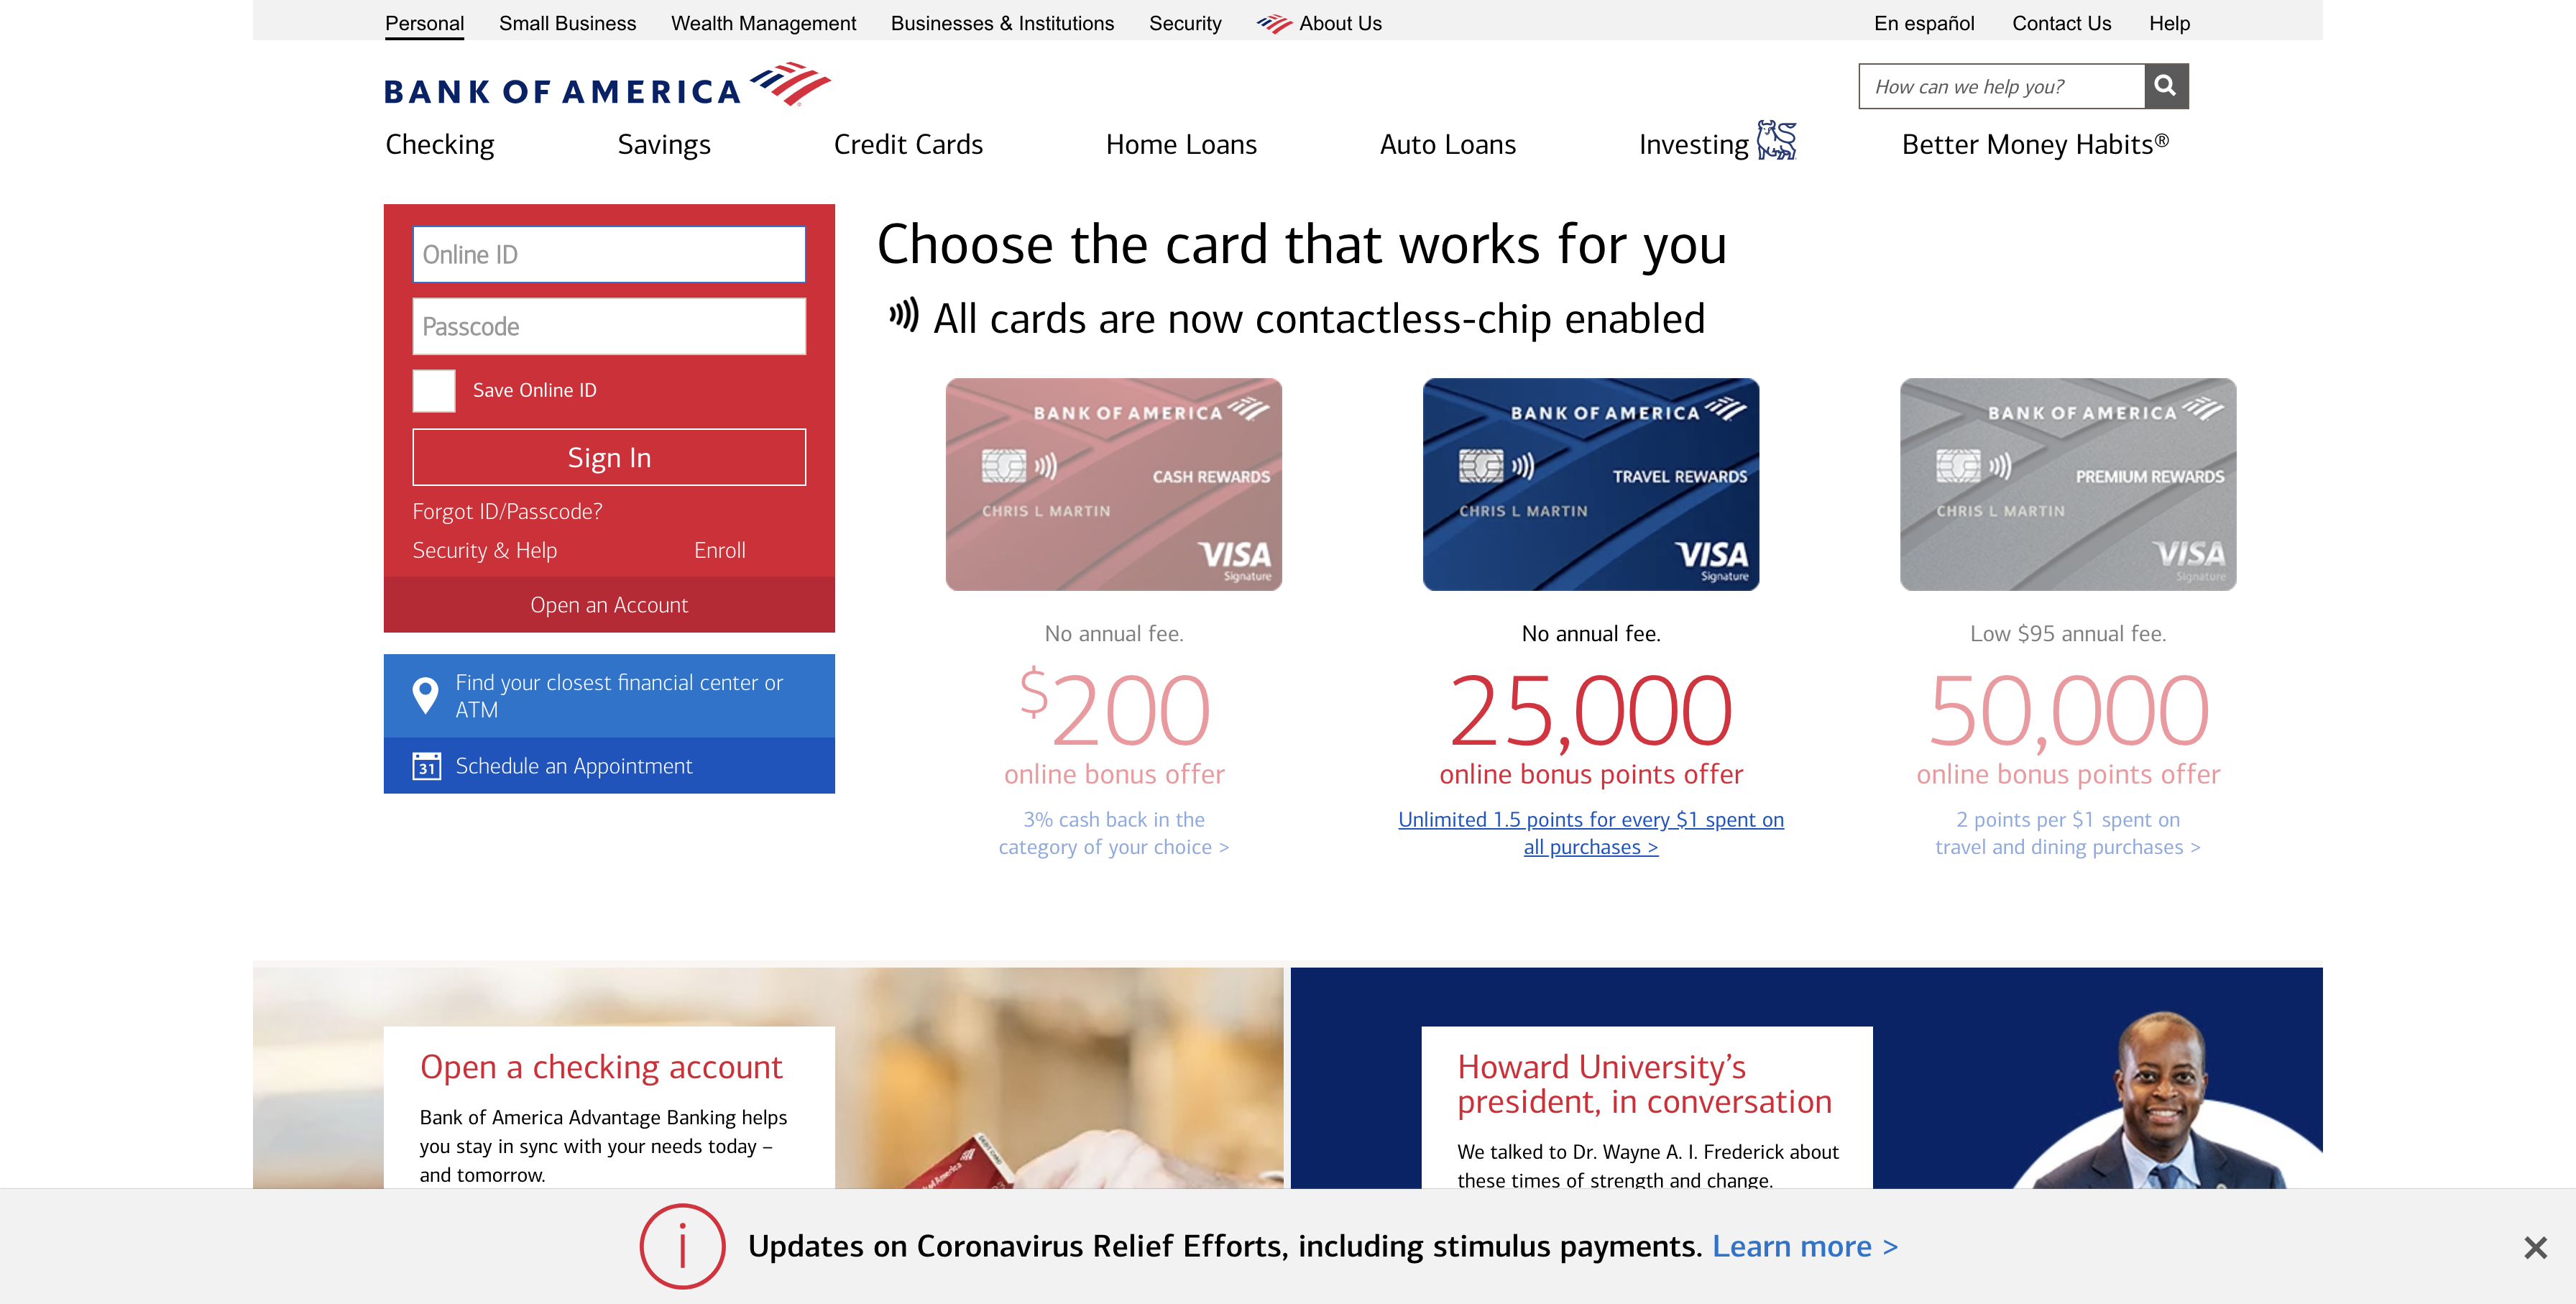 Personal Small Business Wealth Management Businesses & Institutions Security About Us En español Contact Us Help
BANK OF AMERICA
How can we help you?
Checking Savings Credit Cards Home Loans Auto Loans Investing Better Money Habits®
Online ID
Passcode
Save Online ID
Sign In
Forgot ID/Passcode?
Security & Help Enroll
Open an Account
Find your closest financial center or
ATM
31 Schedule an Appointment
Choose the card that works for you
All cards are now contactless-chip enabled
BANK OF AMERICA
CASH REWARDS
CHRIS L MARTIN
VISA
Signature
No annual fee.
$200
online bonus offer
3% cash back in the
category of your choice >
BANK OF AMERICA
TRAVEL REWARDS
CHRIS L MARTIN
VISA
Signature
No annual fee.
25,000
online bonus points offer
Unlimited 1.5 points for every $1 spent on
all purchases >
BANK OF AMERICA
PREMIUM REWARDS
CHRIS L MARTIN
VISA
Signature
Low $95 annual fee.
50,000
online bonus points offer
2 points per $1 spent on
travel and dining purchases >
Open a checking account
Bank of America Advantage Banking helps
you stay in sync with your needs today –
and tomorrow.
Howard University’s
president, in conversation
We talked to Dr. Wayne A. I. Frederick about
these times of strength and change.
Updates on Coronavirus Relief Efforts, including stimulus payments. Learn more >